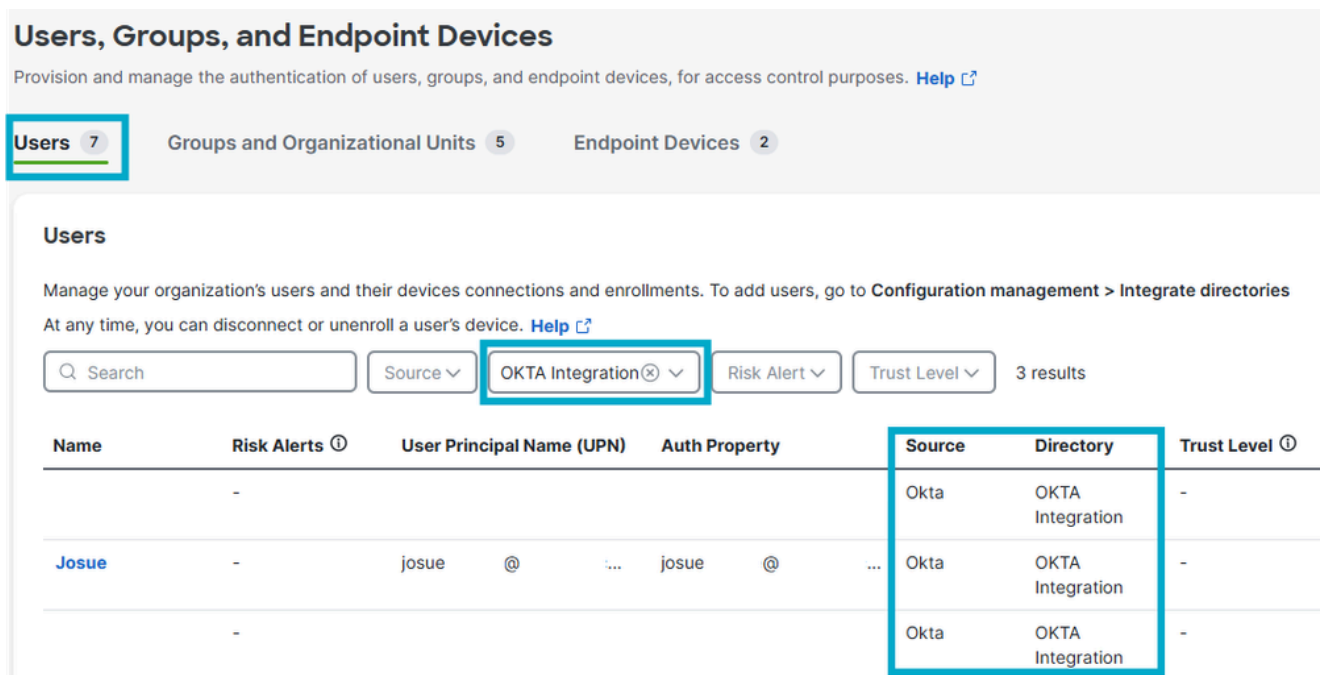 Users, Groups, and Endpoint Devices
Provision and manage the authentication of users, groups, and endpoint devices, for access control purposes. Help
Users 7 Groups and Organizational Units 5 Endpoint Devices 2
Users
Manage your organization's users and their devices connections and enrollments. To add users, go to Configuration management > Integrate directories
At any time, you can disconnect or unenroll a user's device. Help
Search Source OKTA Integration Risk Alert Trust Level 3 results
Name Risk Alerts User Principal Name (UPN) Auth Property Source Directory Trust Level
- Okta OKTA -
Integration
Josue - josue @ :... josue @ ... Okta OKTA -
Integration
- Okta OKTA -
Integration